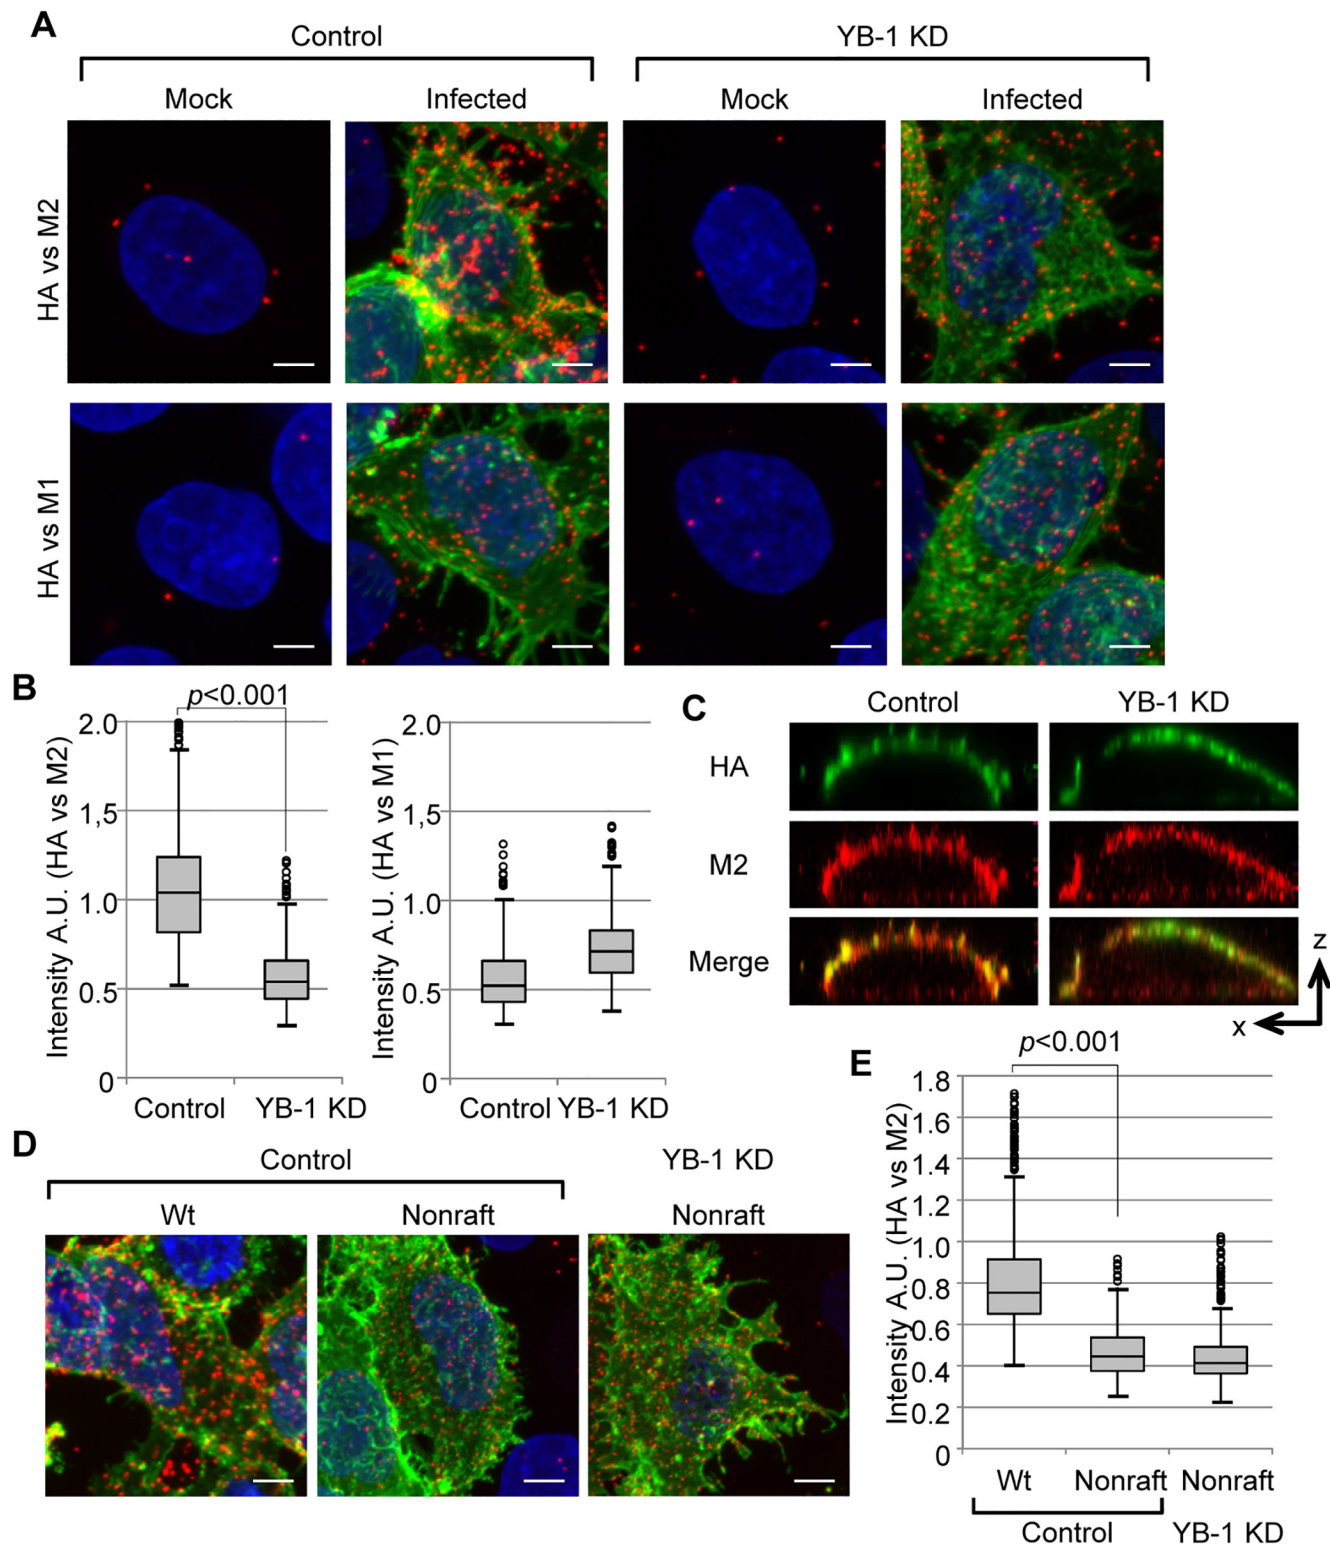 A
Control
YB-1 KD
Mock
Infected
Mock
Infected
HA vs M2
HA vs M1
B
p<0.001
Intensity A.U. (HA vs M2)
2.0
1,5
1.0
0.5
0
Control
YB-1 KD
Intensity A.U. (HA vs M1)
2.0
1,5
1.0
0.5
0
Control
YB-1 KD
C
Control
YB-1 KD
HA
M2
Merge
z
x
D
Control
YB-1 KD
Wt
Nonraft
Nonraft
E
p<0.001
Intensity A.U. (HA vs M2)
1.8
1.6
1.4
1.2
1.0
0.8
0.6
0.4
0.2
0
Wt
Nonraft
Nonraft
Control
YB-1 KD